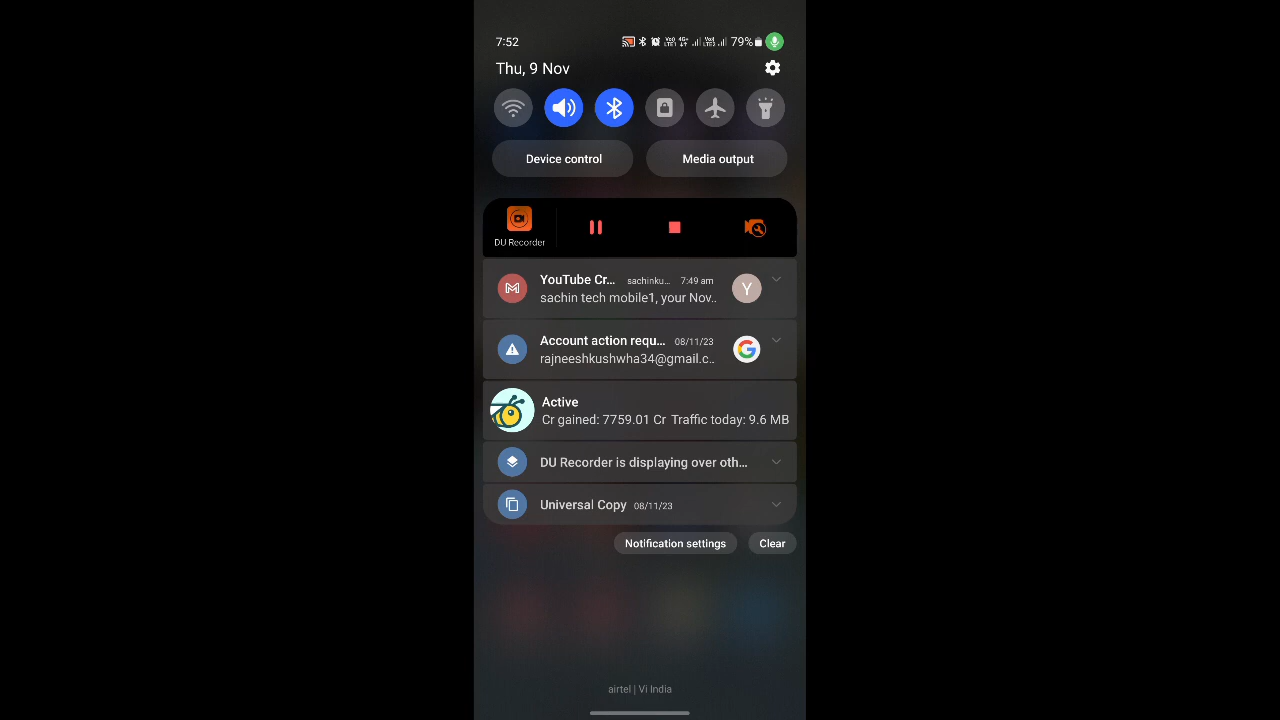 7:52
79%
Thu, 9 Nov
Device control
Media output
DU Recorder
YouTube Cr... sachinku... 7:49 am
Y
sachin tech mobile1, your Nov..
Account action requ... 08/11/23
rajneeshkushwha34@gmail.c..
Active
Cr gained: 7759.01 Cr Traffic today: 9.6 MB
DU Recorder is displaying over oth...
Universal Copy 08/11/23
Notification settings
Clear
airtel | Vi India